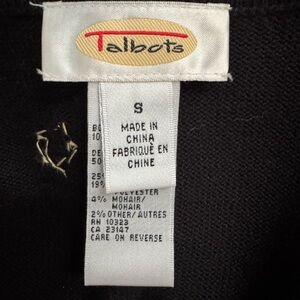 Talbots
S
MADE IN
CHINA
FABRIQUÉ EN
CHINE
POLYESTER
4% MOHAIR/
MOHAIR
2% OTHER/AUTRES
RN 10323
CA 23147
CARE ON REVERSE